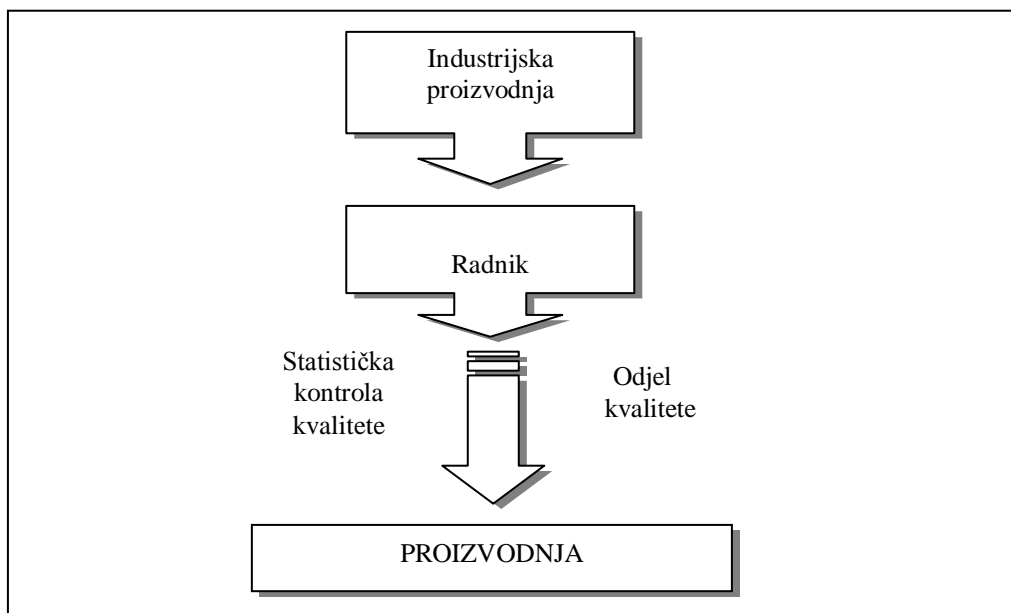 Industrijska
proizvodnja
Radnik
Statistička
kontrola
kvalitete
Odjel
kvalitete
PROIZVODNJA